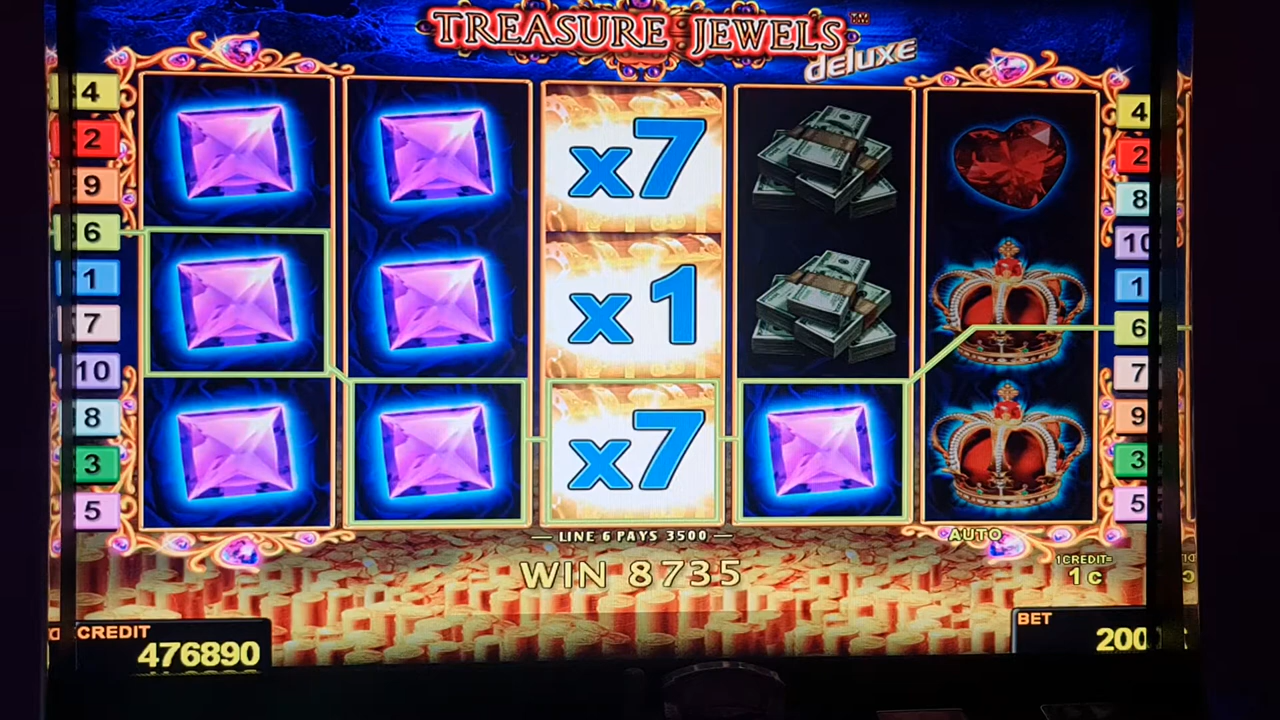 TREASURE JEWELS
deluxe
4
2
9
6
1
7
10
8
3
5
x7
x1
x7
4
2
8
10
1
6
7
9
3
5
LINE 6 PAYS 3500
AUTO
WIN 8735
1 CREDIT=
1 c
CREDIT
476890
BET
200